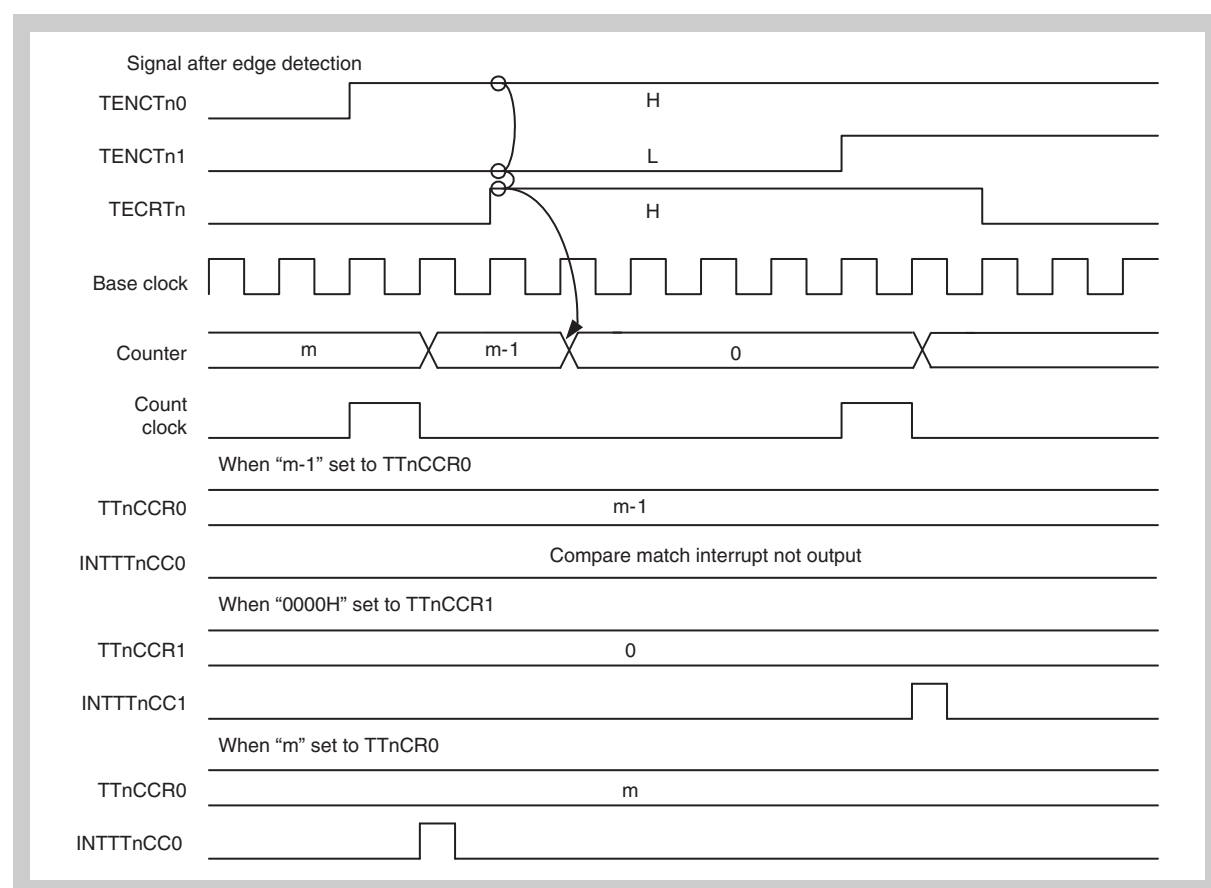 Signal after edge detection
TENCTn0
H
TENCTn1
L
TECRTn
H
Base clock
Counter
m
m-1
0
Count
clock
When “m-1” set to TTnCCR0
TTnCCR0
m-1
INTTTnCC0
Compare match interrupt not output
When “0000H” set to TTnCCR1
TTnCCR1
0
INTTTnCC1
When “m” set to TTnCR0
TTnCCR0
m
INTTTnCC0